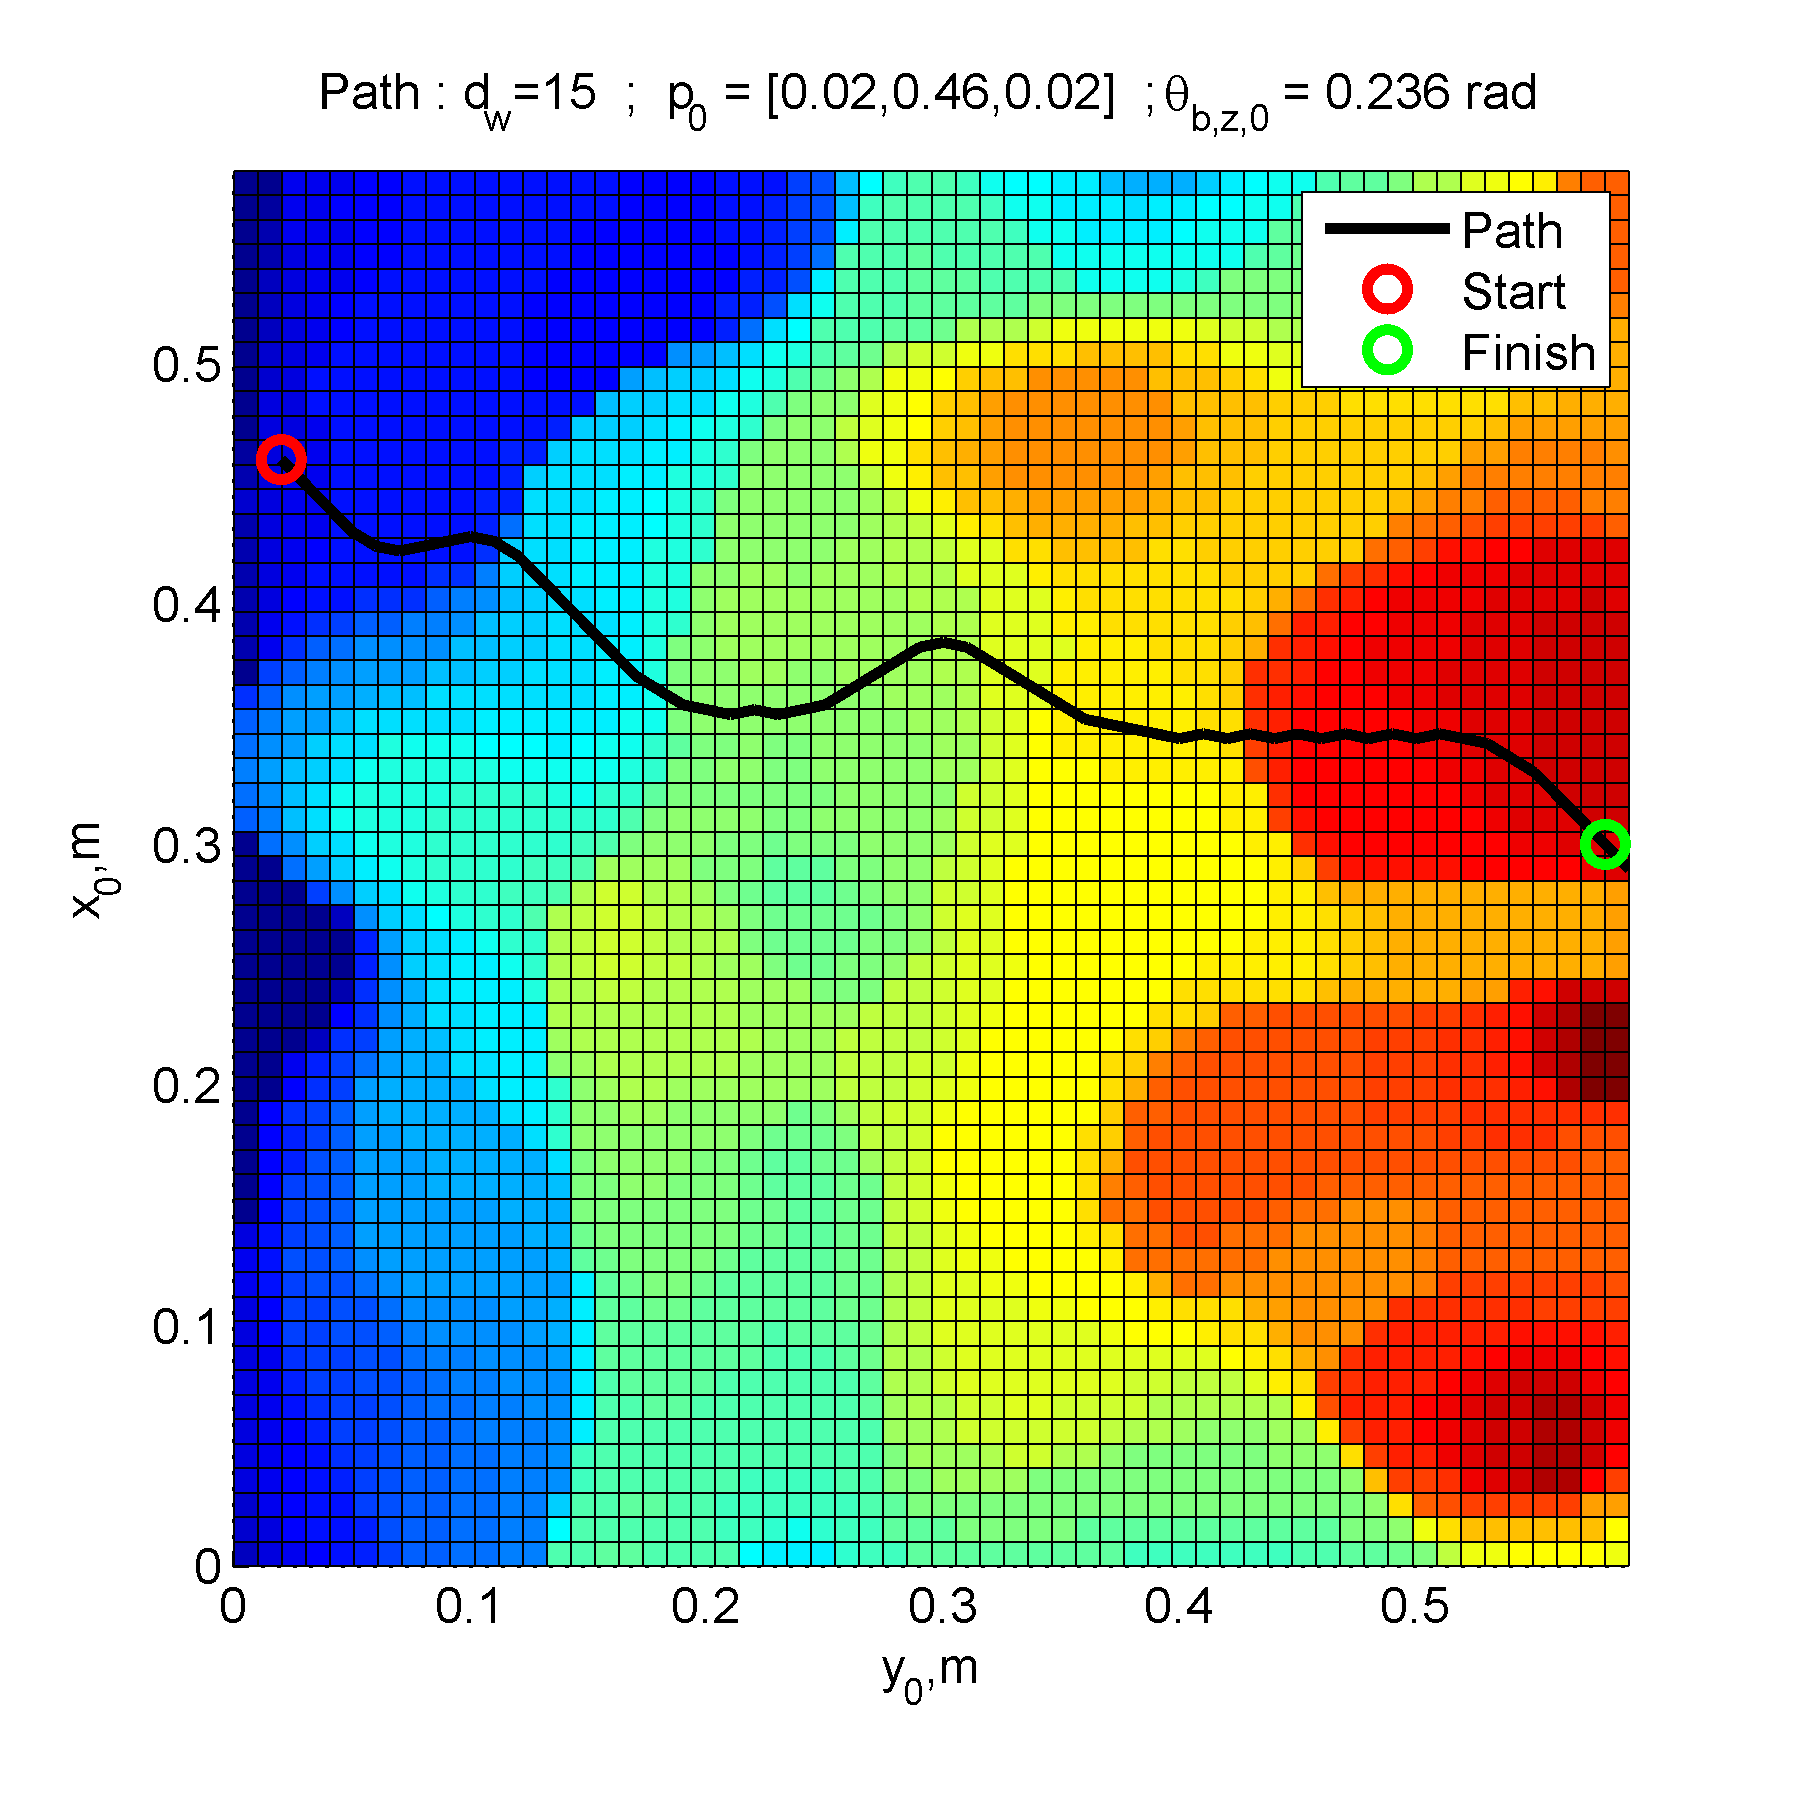 Path : d_w=15 ; p_0 = [0.02,0.46,0.02] ; θ_b,z,0 = 0.236 rad
Path
Start
Finish
0.5
0.4
0.3
0.2
0.1
0
x_0,m
0 0.1 0.2 0.3 0.4 0.5
y_0,m